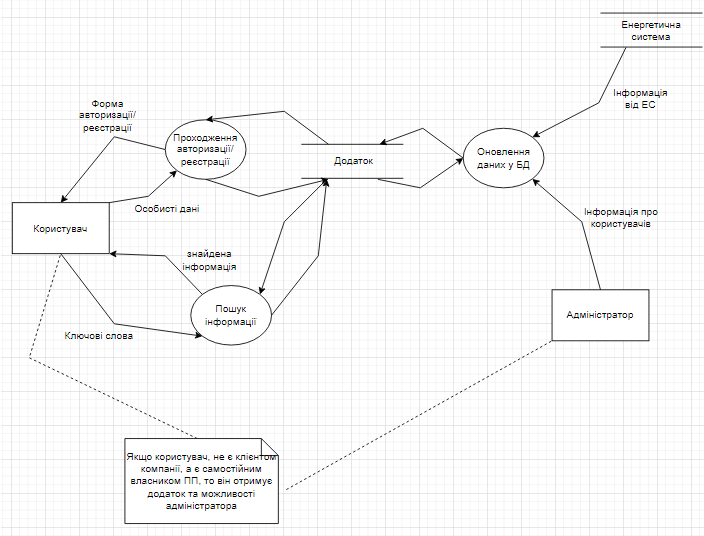 Енергетична
система
Інформація
від ЕС
Форма
авторизації/
реєстрації
Проходження
авторизації/
реєстрації
Додаток
Оновлення
даних у БД
Особисті дані
Користувач
Інформація про
користувачів
знайдена
інформація
Пошук
інформації
Адміністратор
Ключові слова
Якщо користувач, не є клієнтом
компанії, а є самостійним
власником ПП, то він отримує
додаток та можливості
адміністратора